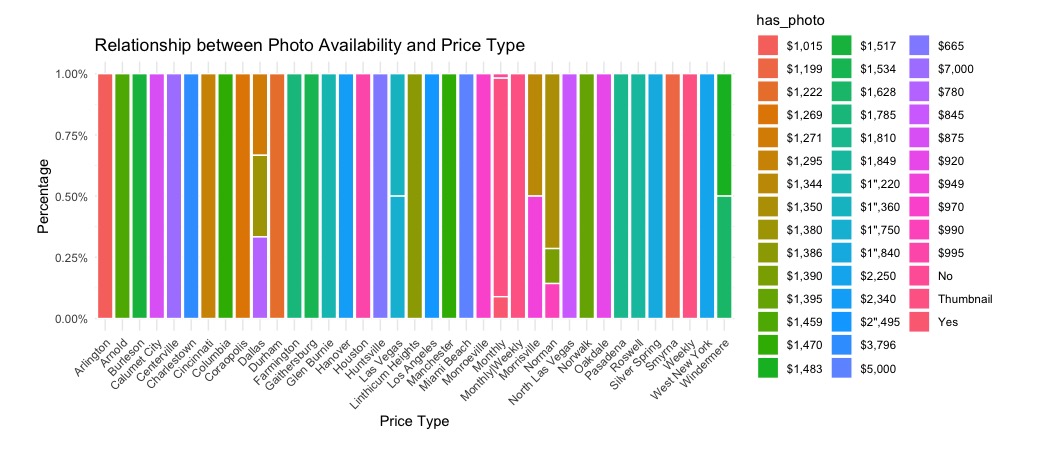 has_photo
Relationship between Photo Availability and Price Type
1.00%
0.75%
0.50%
0.25%
0.00%
Percentage
Arlington
Arnold
Burleson
Calumet City
Centerville
Charlestown
Cincinnati
Columbia
Coraopolis
Dallas
Durham
Farmington
Gaithersburg
Glen Burnie
Hanover
Houston
Huntsville
Las Vegas
Linthicum Heights
Los Angeles
Manchester
Miami Beach
Monroeville
Monthly
Monthly|Weekly
Morrisville
Norman
North Las Vegas
Norwalk
Oakdale
Pasadena
Roswell
Silver Spring
Smyrna
Weekly
West New York
Windermere
Price Type
$1,015
$1,199
$1,222
$1,269
$1,271
$1,295
$1,344
$1,350
$1,380
$1,386
$1,390
$1,395
$1,459
$1,470
$1,483
$1,517
$1,534
$1,628
$1,785
$1,810
$1,849
$1",220
$1",360
$1",750
$1",840
$2,250
$2,340
$2",495
$3,796
$5,000
$665
$7,000
$780
$845
$875
$920
$949
$970
$990
$995
No
Thumbnail
Yes